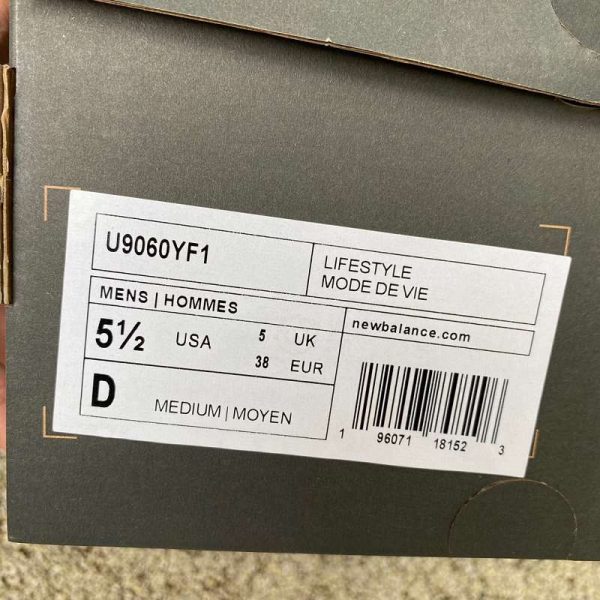 U9060YF1
LIFESTYLE
MODE DE VIE
MENS | HOMMES
5½ USA 5 UK
38 EUR
D MEDIUM | MOYEN
newbalance.com
1 96071 18152 3